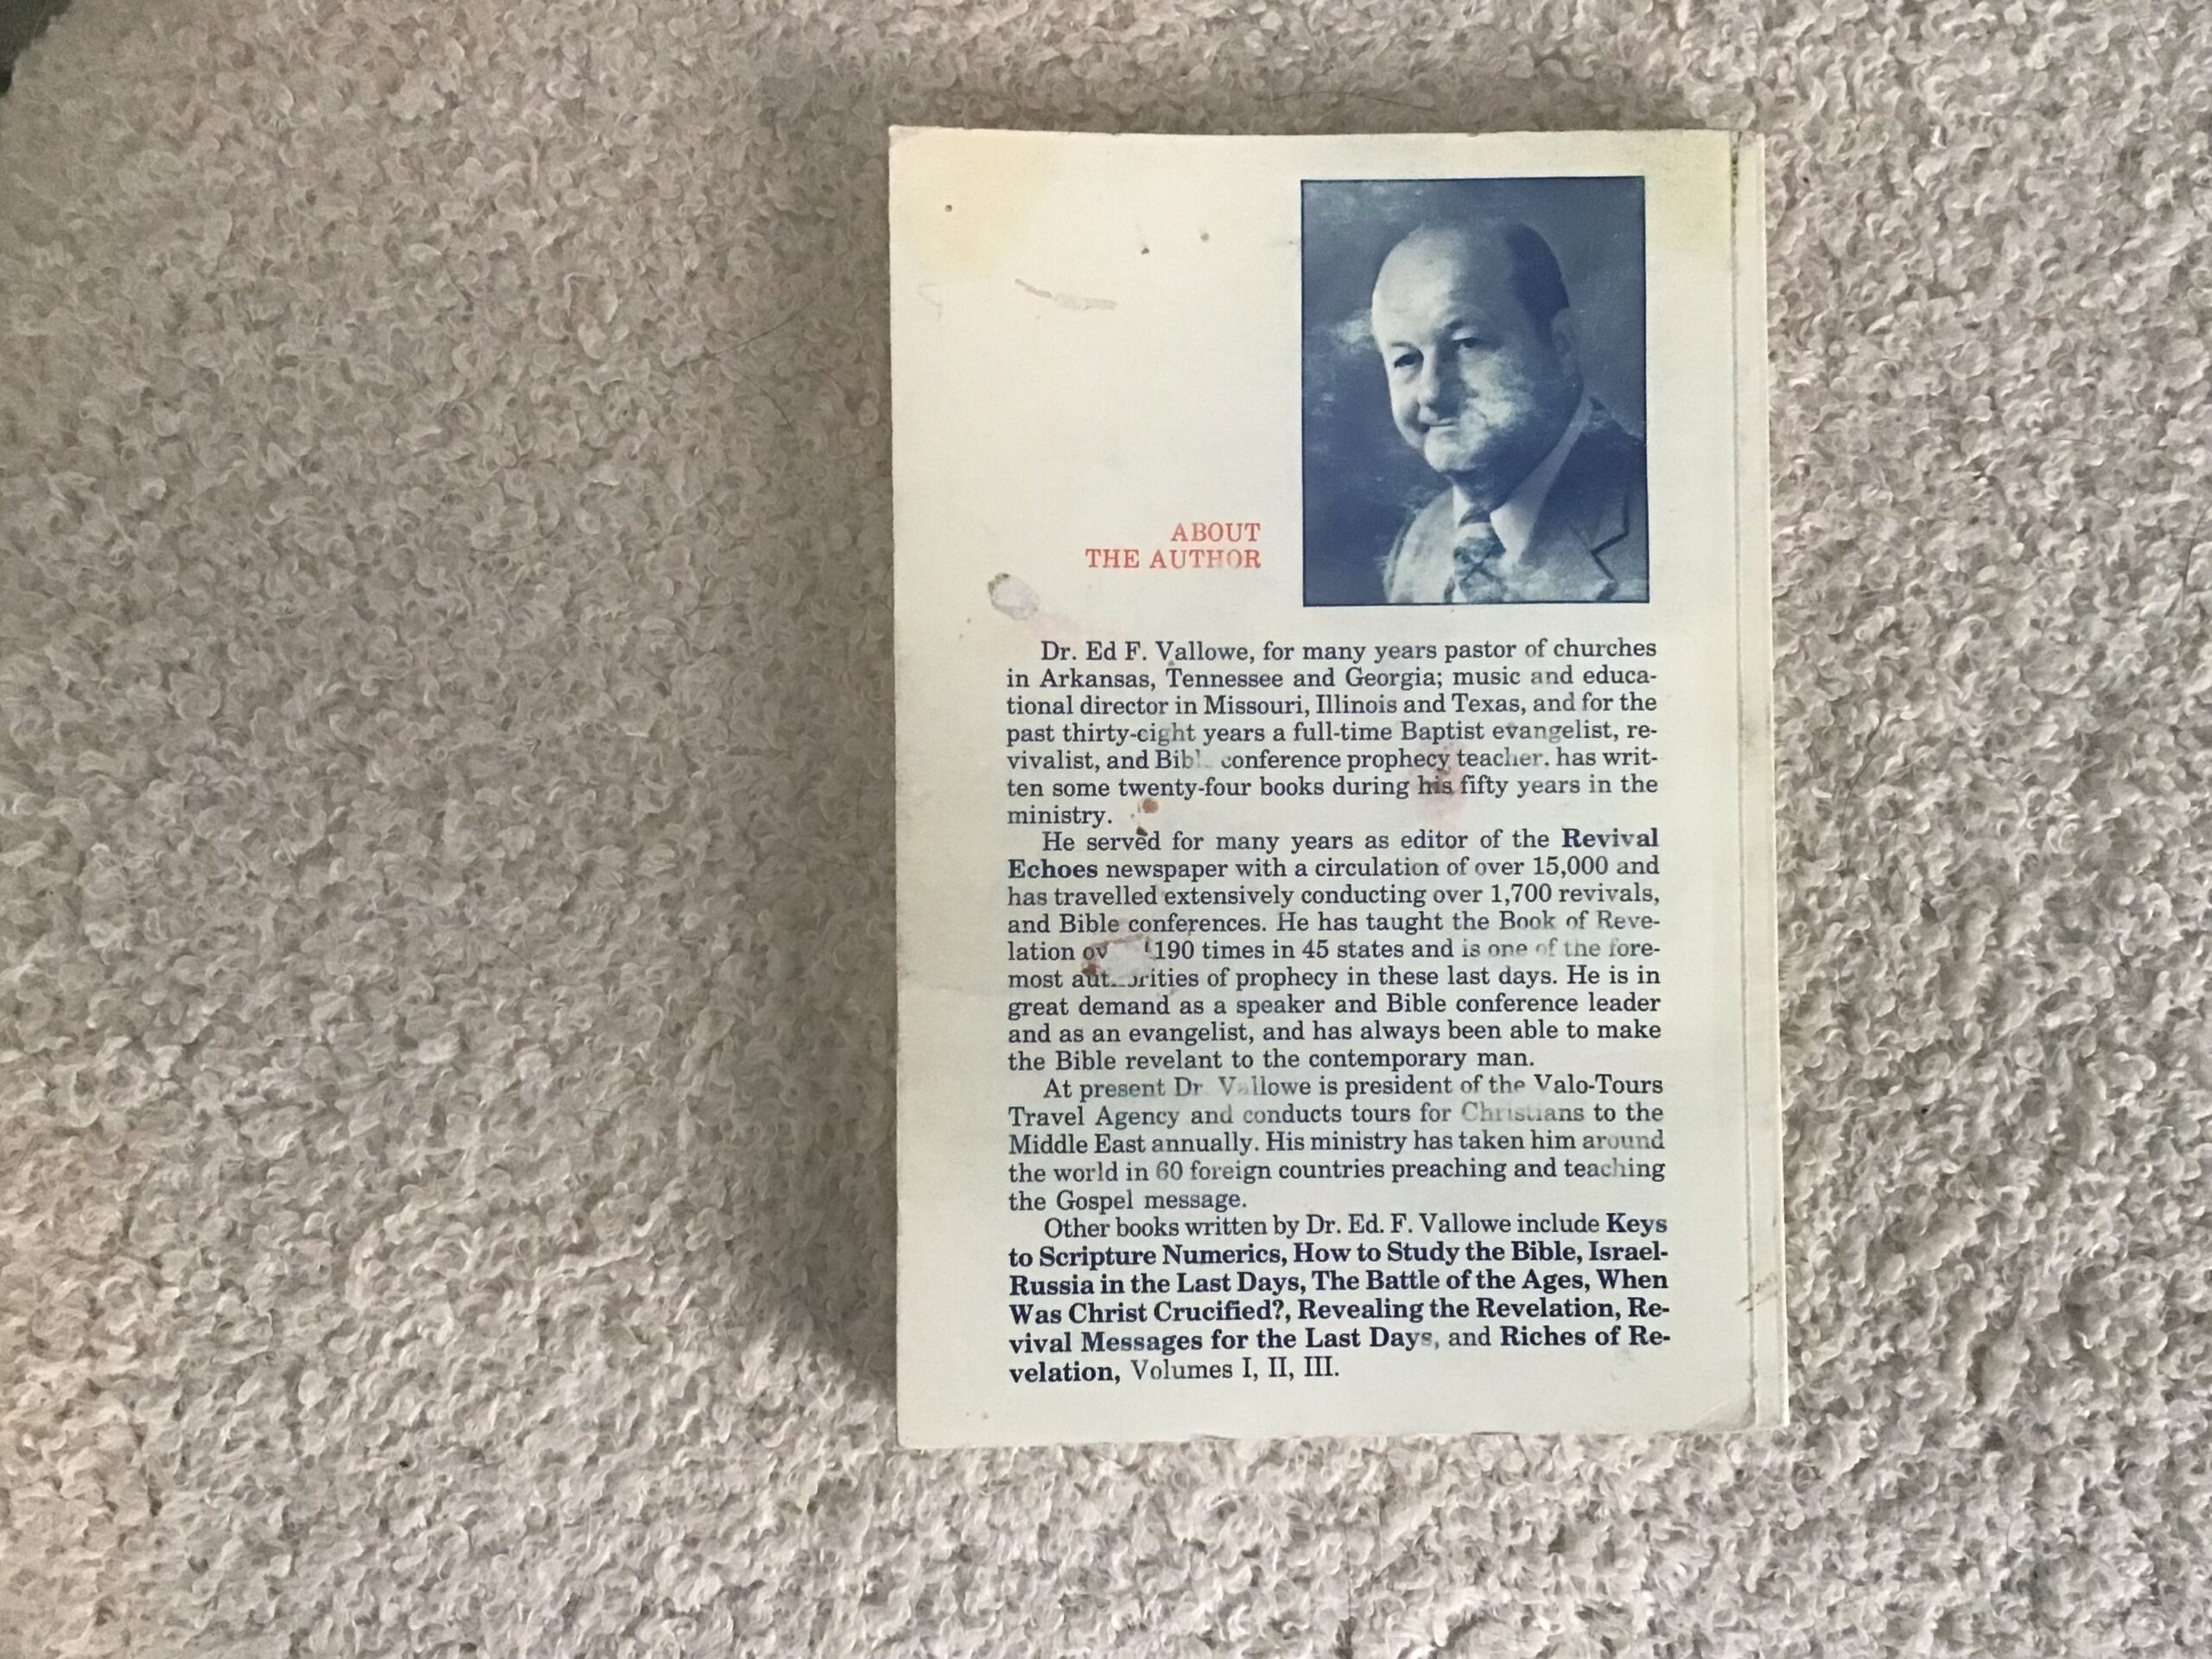 ABOUT
THE AUTHOR
Dr. Ed F. Vallowe, for many years pastor of churches
in Arkansas, Tennessee and Georgia; music and educa-
tional director in Missouri, Illinois and Texas, and for the
past thirty-eight years a full-time Baptist evangelist, re-
vivalist, and conference prophecy teacher, has writ-
ten some twenty-four books during his fifty years in the
ministry.
He served for many years as editor of the Revival
Echoes newspaper with a circulation of over 15,000 and
has travelled extensively conducting over 1,700 revivals,
and Bible conferences. He has taught the Book of Reve-
lation 190 times in 45 states and is one of the fore-
most of prophecy in these last days. He is in
great demand as a speaker and Bible conference leader
and as an evangelist, and has always been able to make
the Bible revelant to the contemporary man.
At present Dr Vallowe is president of the Valo-Tours
Travel Agency and conducts tours for Christians to the
Middle East annually. His ministry has taken him around
the world in 60 foreign countries preaching and teaching
the Gospel message.
Other books written by Dr. Ed. F. Vallowe include Keys
to Scripture Numerics, How to Study the Bible, Israel-
Russia in the Last Days, The Battle of the Ages, When
Was Christ Crucified?, Revealing the Revelation, Re-
vival Messages for the Last Days, and Riches of Re-
velation, Volumes I, II, III.